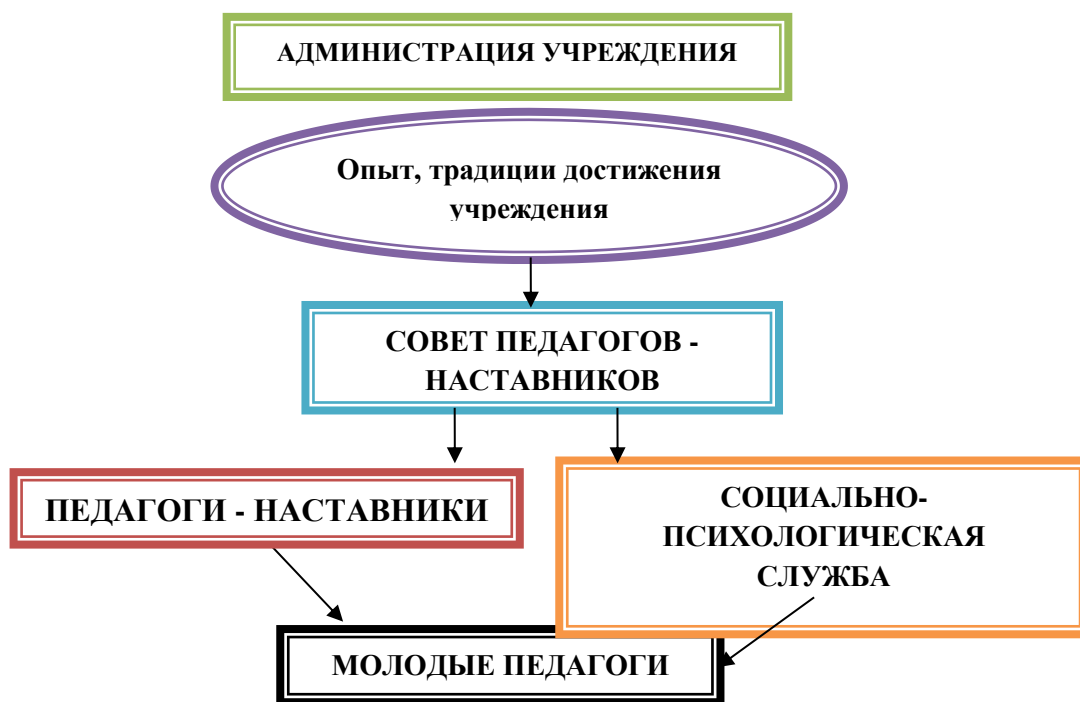 АДМИНИСТРАЦИЯ УЧРЕЖДЕНИЯ
Опыт, традиции достижения
учреждения
СОВЕТ ПЕДАГОГОВ -
НАСТАВНИКОВ
ПЕДАГОГИ - НАСТАВНИКИ
СОЦИАЛЬНО-
ПСИХОЛОГИЧЕСКАЯ
СЛУЖБА
МОЛОДЫЕ ПЕДАГОГИ